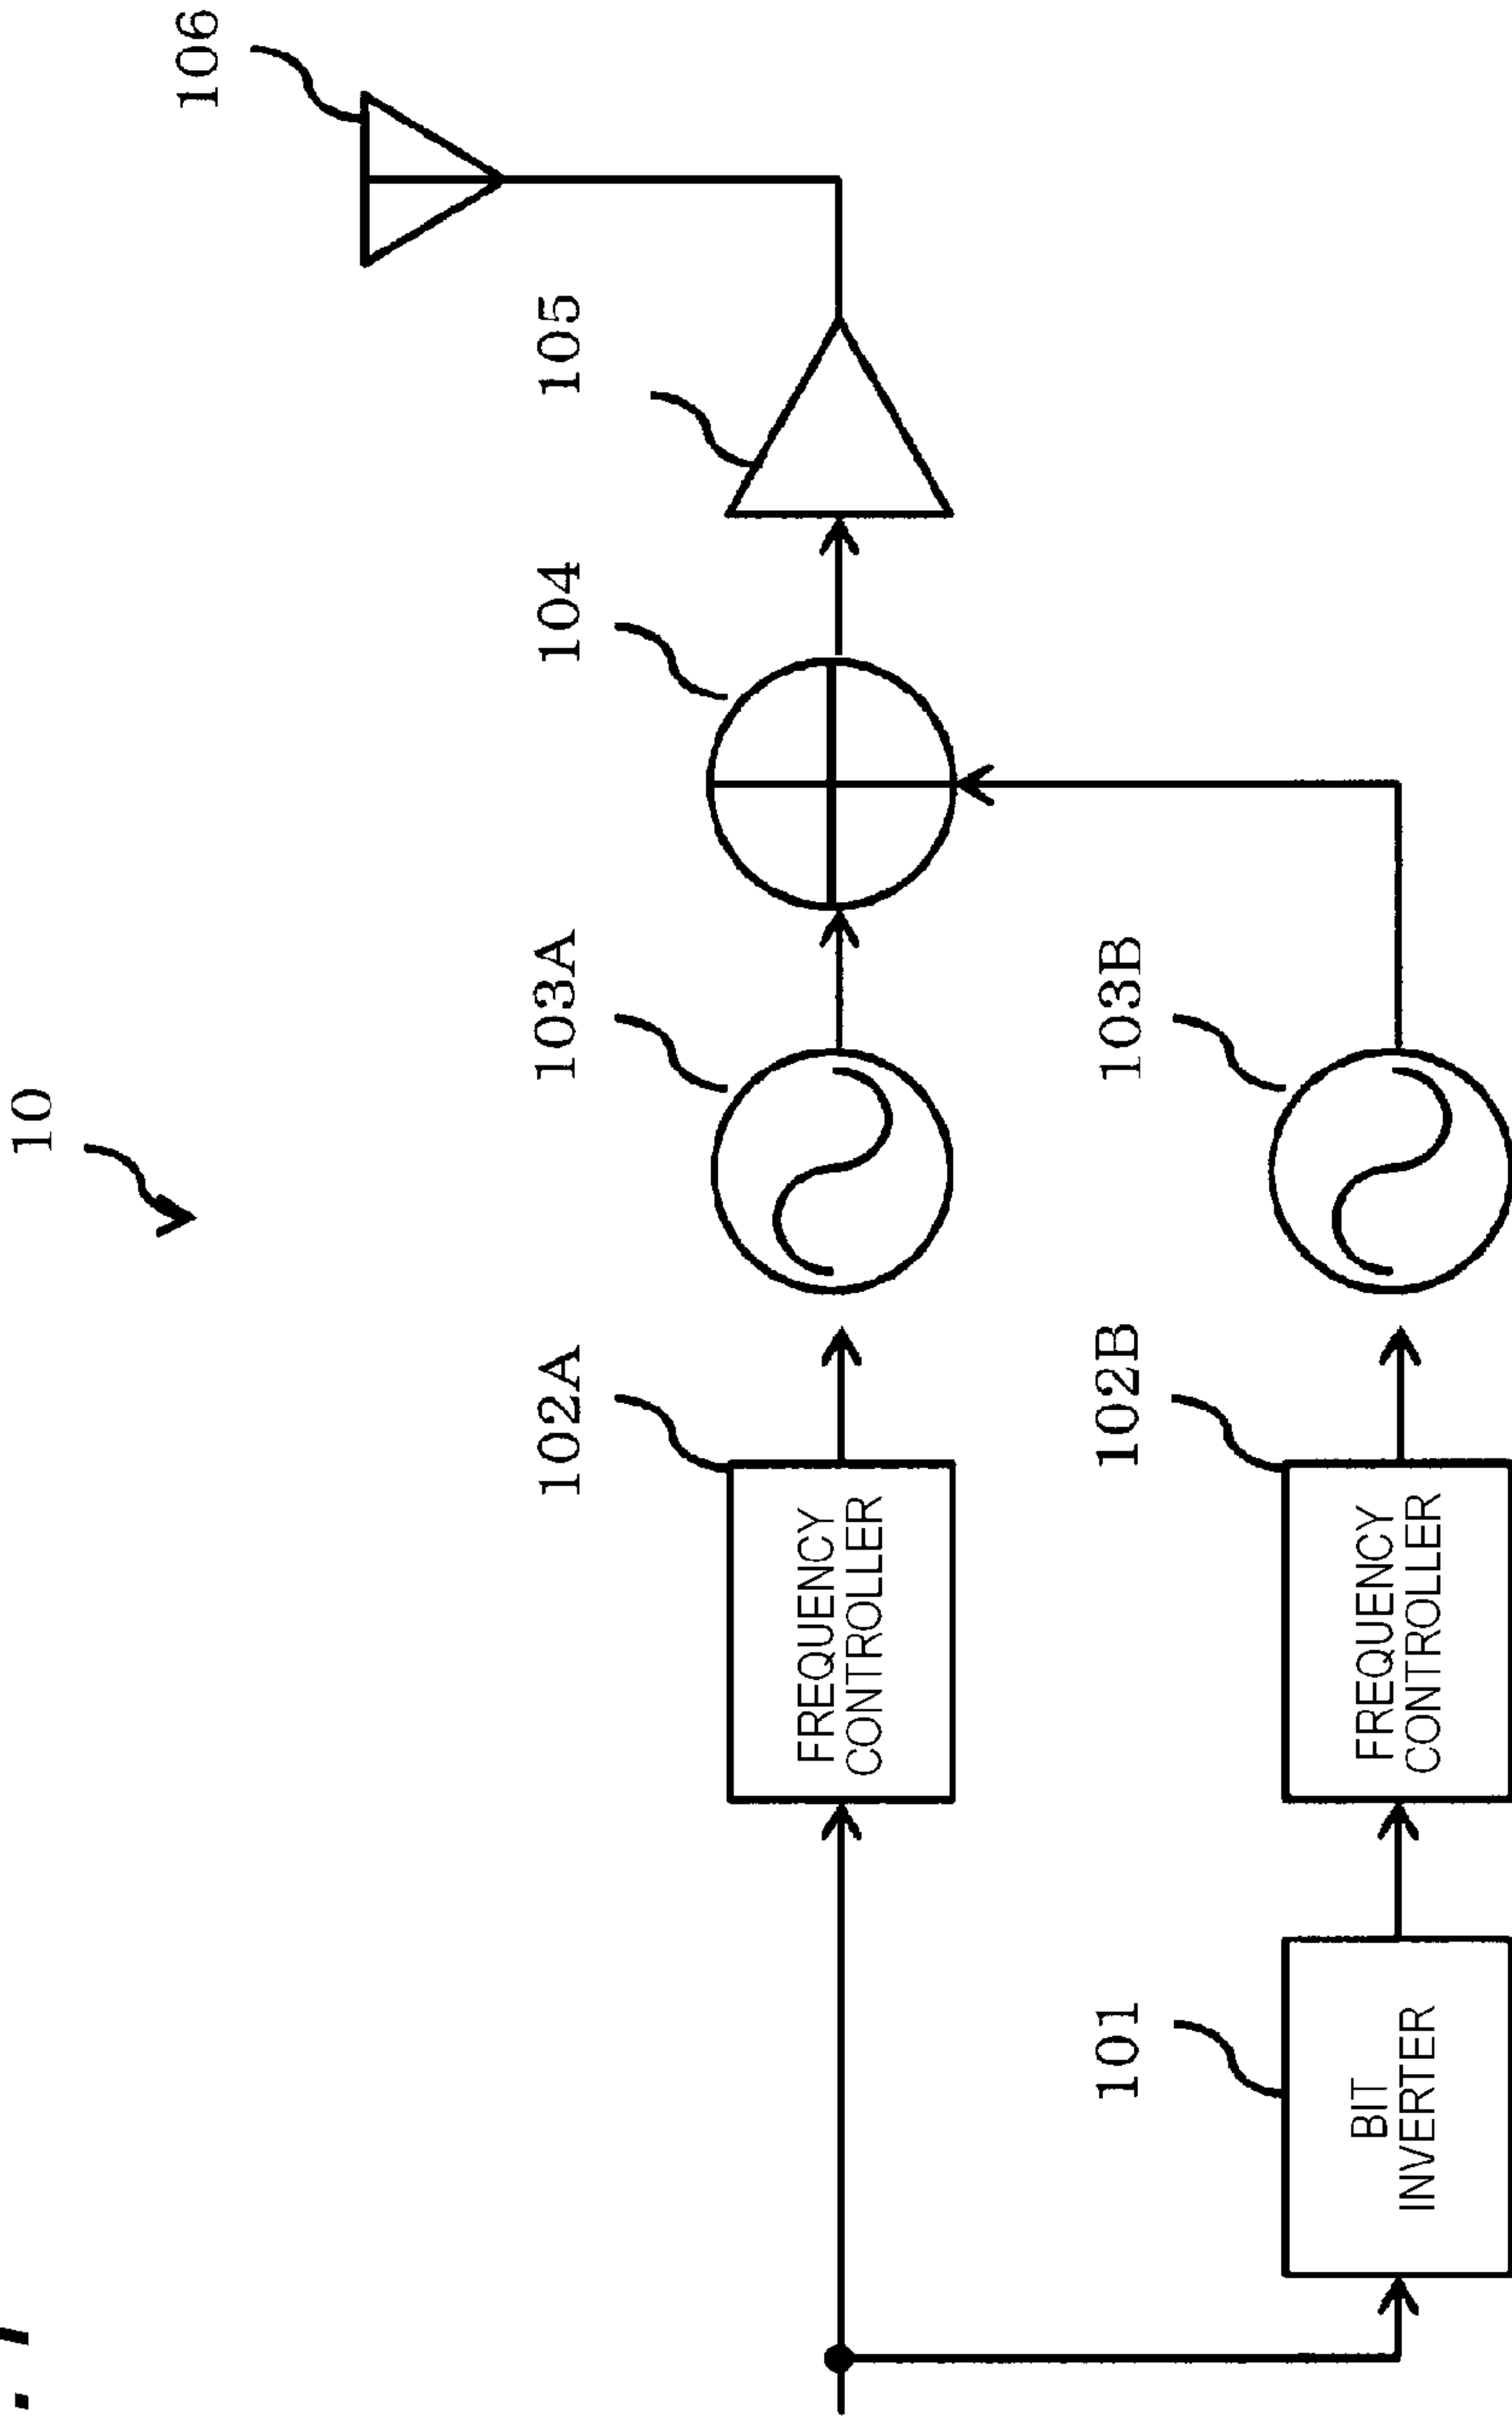 10
106
105
104
103A
103B
102A
102B
FREQUENCY
CONTROLLER
FREQUENCY
CONTROLLER
101
BIT
INVERTER